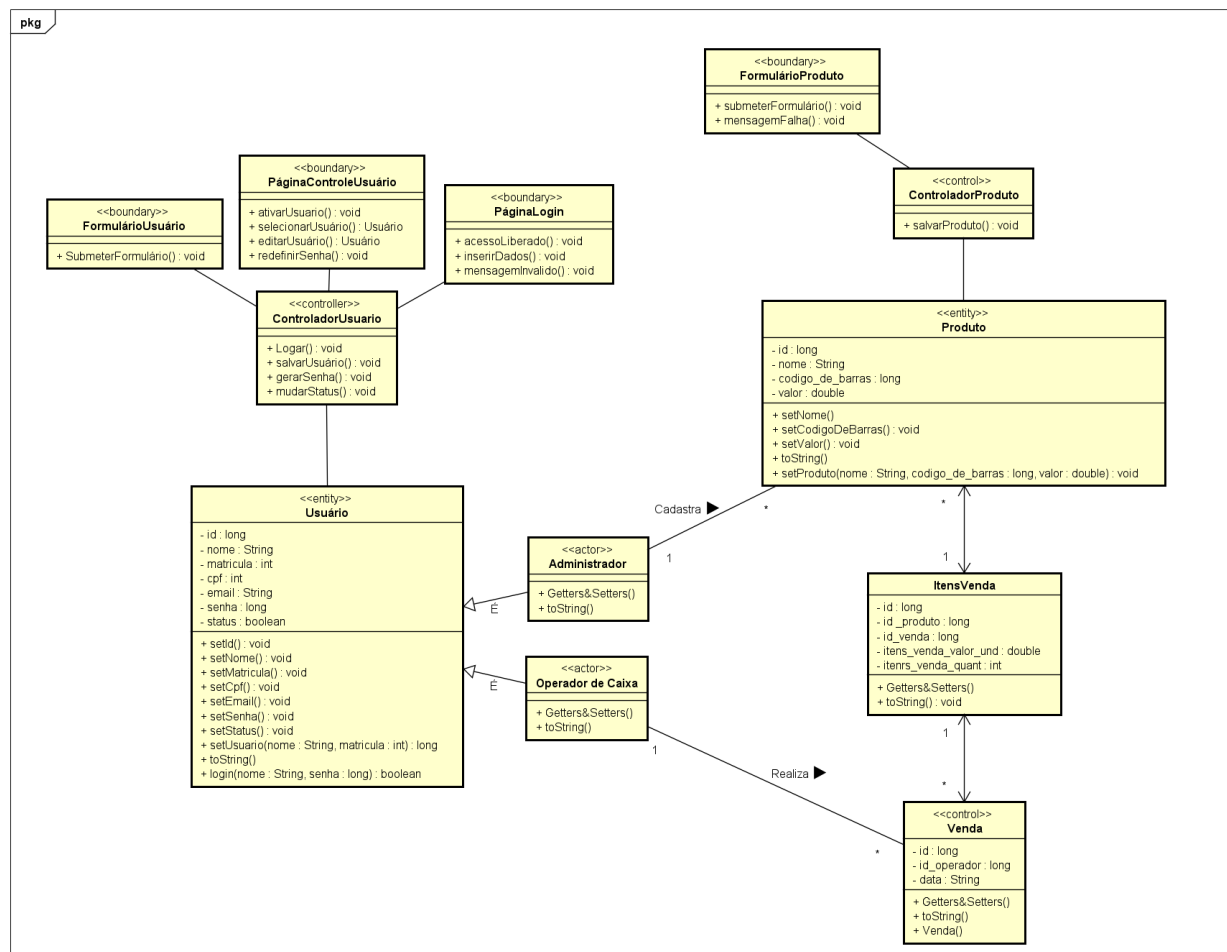 pkg
<<boundary>>
FormulárioProduto
+ submeterFormulário() : void
+ mensagemFalha() : void
<<boundary>>
PáginaControleUsuário
+ ativarUsuario() : void
+ selecionarUsuário() : Usuário
+ editarUsuário() : Usuário
+ redefinirSenha() : void
<<boundary>>
FormulárioUsuário
+ SubmeterFormulário() : void
<<boundary>>
PáginaLogin
+ acessoLiberado() : void
+ inserirDados() : void
+ mensagemInvalido() : void
<<control>>
ControladorProduto
+ salvarProduto() : void
<<controller>>
ControladorUsuario
+ Logar() : void
+ salvarUsuário() : void
+ gerarSenha() : void
+ mudarStatus() : void
<<entity>>
Produto
- id : long
- nome : String
- codigo_de_barras : long
- valor : double
+ setNome()
+ setCodigoDeBarras() : void
+ setValor() : void
+ toString()
+ setProduto(nome : String, codigo_de_barras : long, valor : double) : void
<<entity>>
Usuário
- id : long
- nome : String
- matricula : int
- cpf : int
- email : String
- senha : long
- status : boolean
+ setId() : void
+ setNome() : void
+ setMatricula() : void
+ setCpf() : void
+ setEmail() : void
+ setSenha() : void
+ setStatus() : void
+ setUsuario(nome : String, matricula : int) : long
+ toString()
+ login(nome : String, senha : long) : boolean
Cadastra
*
1
<<actor>>
Administrador
+ Getters&Setters()
+ toString()
É
<<actor>>
Operador de Caixa
+ Getters&Setters()
+ toString()
É
1
Realiza
*
*
1
ItensVenda
- id : long
- id _produto : long
- id_venda : long
- itens_venda_valor_und : double
- itenrs_venda_quant : int
+ Getters&Setters()
+ toString() : void
1
*
<<control>>
Venda
- id : long
- id_operador : long
- data : String
+ Getters&Setters()
+ toString()
+ Venda()